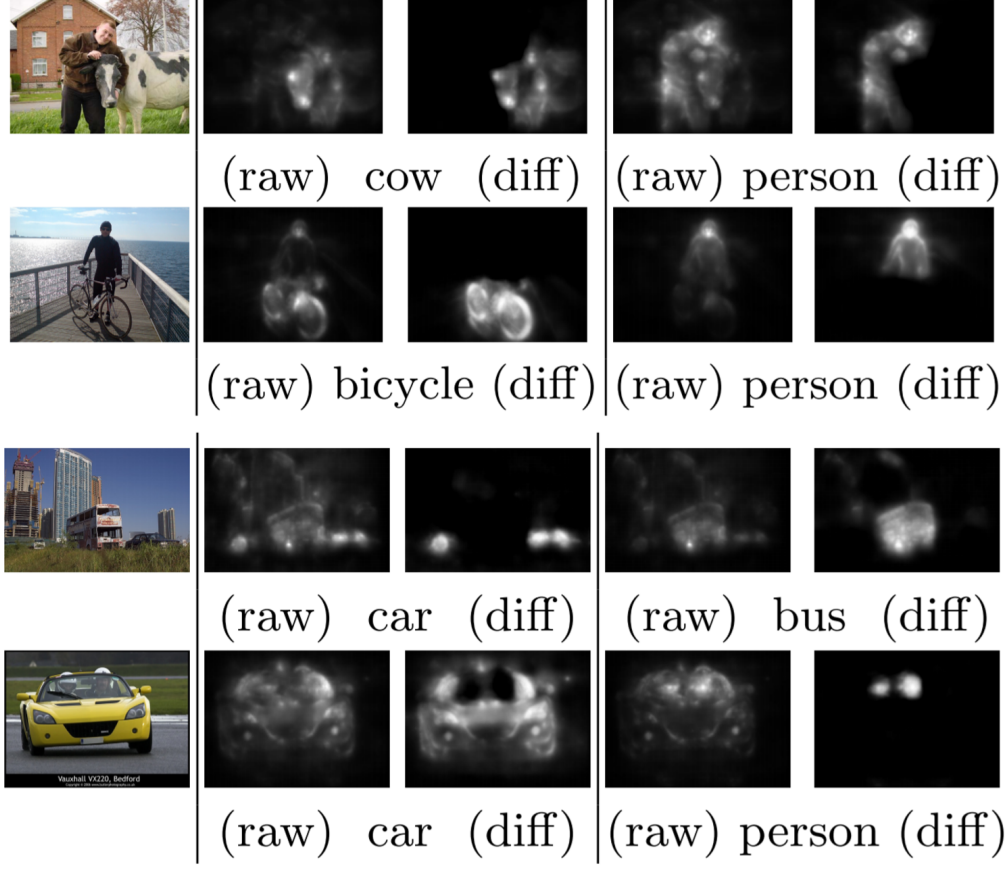 (raw) cow (diff) (raw) person (diff)
(raw) bicycle (diff) (raw) person (diff)
(raw) car (diff) (raw) bus (diff)
Vauxhall VX220, Bedford
(raw) car (diff) (raw) person (diff)